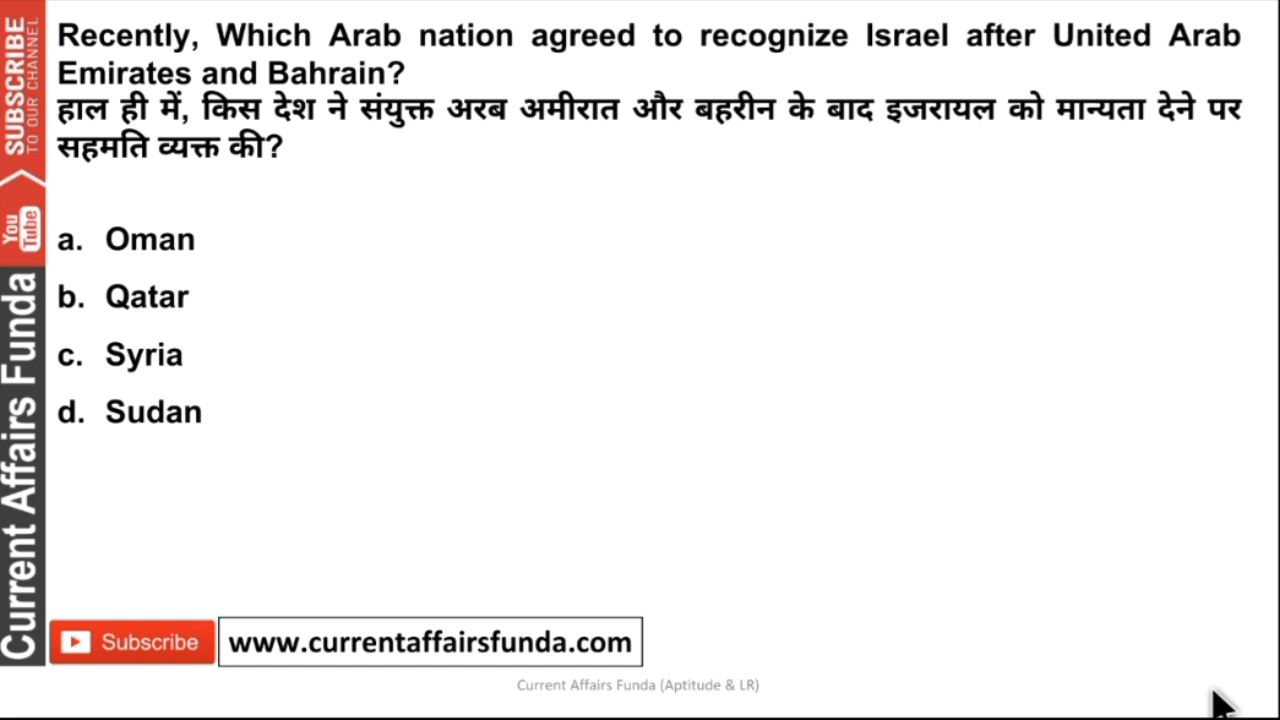 Recently, Which Arab nation agreed to recognize Israel after United Arab
Emirates and Bahrain?
हाल ही में, किस देश ने संयुक्त अरब अमीरात और बहरीन के बाद इजरायल को मान्यता देने पर
सहमति व्यक्त की?
a. Oman
b. Qatar
c. Syria
d. Sudan
SUBSCRIBE
TO OUR CHANNEL
You
Tube
Current Affairs Funda
Subscribe
www.currentaffairsfunda.com
Current Affairs Funda (Aptitude & LR)